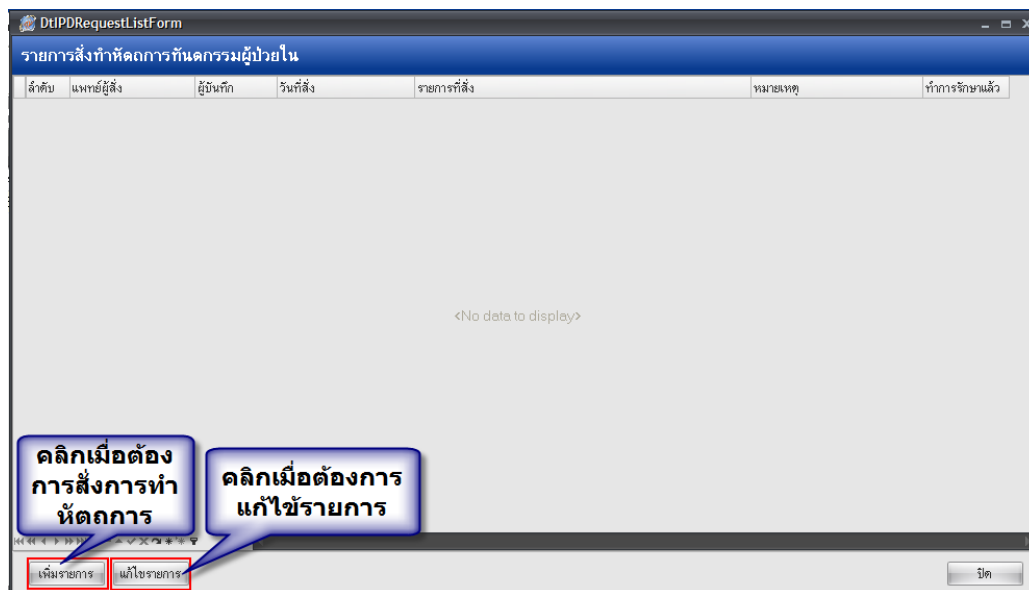 DtIPDRequestListForm
รายการสั่งทำหัตถการทันตกรรมผู้ป่วยใน
ลำดับ แพทย์ผู้สั่ง ผู้บันทึก วันที่สั่ง รายการที่สั่ง หมายเหตุ ทำการรักษาแล้ว
<No data to display>
คลิกเมื่อต้อง
การสั่งการทำ
หัตถการ
คลิกเมื่อต้องการ
แก้ไข้รายการ
เพิ่มรายการ แก้ไขรายการ ปิด